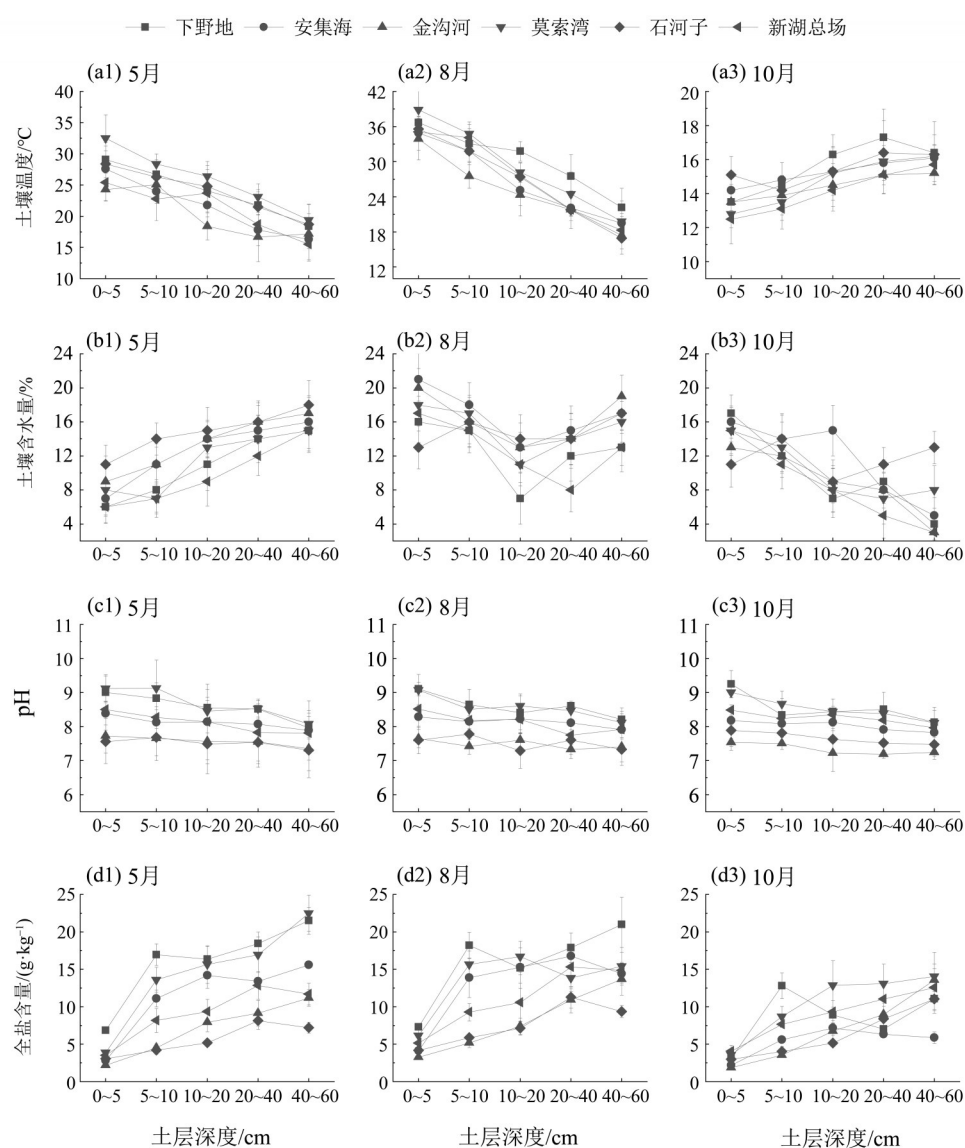 下野地 安集海 金沟河 莫索湾 石河子 新湖总场
(a1) 5月 (a2) 8月 (a3) 10月
土壤温度/℃
40 35 30 25 20 15 10
42 36 30 24 18 12
20 18 16 14 12
0~5 5~10 10~20 20~40 40~60 0~5 5~10 10~20 20~40 40~60 0~5 5~10 10~20 20~40 40~60
(b1) 5月 (b2) 8月 (b3) 10月
土壤含水量/%
24 20 16 12 8 4
24 20 16 12 8 4
24 20 16 12 8 4
0~5 5~10 10~20 20~40 40~60 0~5 5~10 10~20 20~40 40~60 0~5 5~10 10~20 20~40 40~60
(c1) 5月 (c2) 8月 (c3) 10月
pH
11 10 9 8 7 6
11 10 9 8 7 6
11 10 9 8 7 6
0~5 5~10 10~20 20~40 40~60 0~5 5~10 10~20 20~40 40~60 0~5 5~10 10~20 20~40 40~60
(d1) 5月 (d2) 8月 (d3) 10月
全盐含量/(g·kg⁻¹)
25 20 15 10 5 0
25 20 15 10 5 0
25 20 15 10 5 0
0~5 5~10 10~20 20~40 40~60 0~5 5~10 10~20 20~40 40~60 0~5 5~10 10~20 20~40 40~60
土层深度/cm 土层深度/cm 土层深度/cm